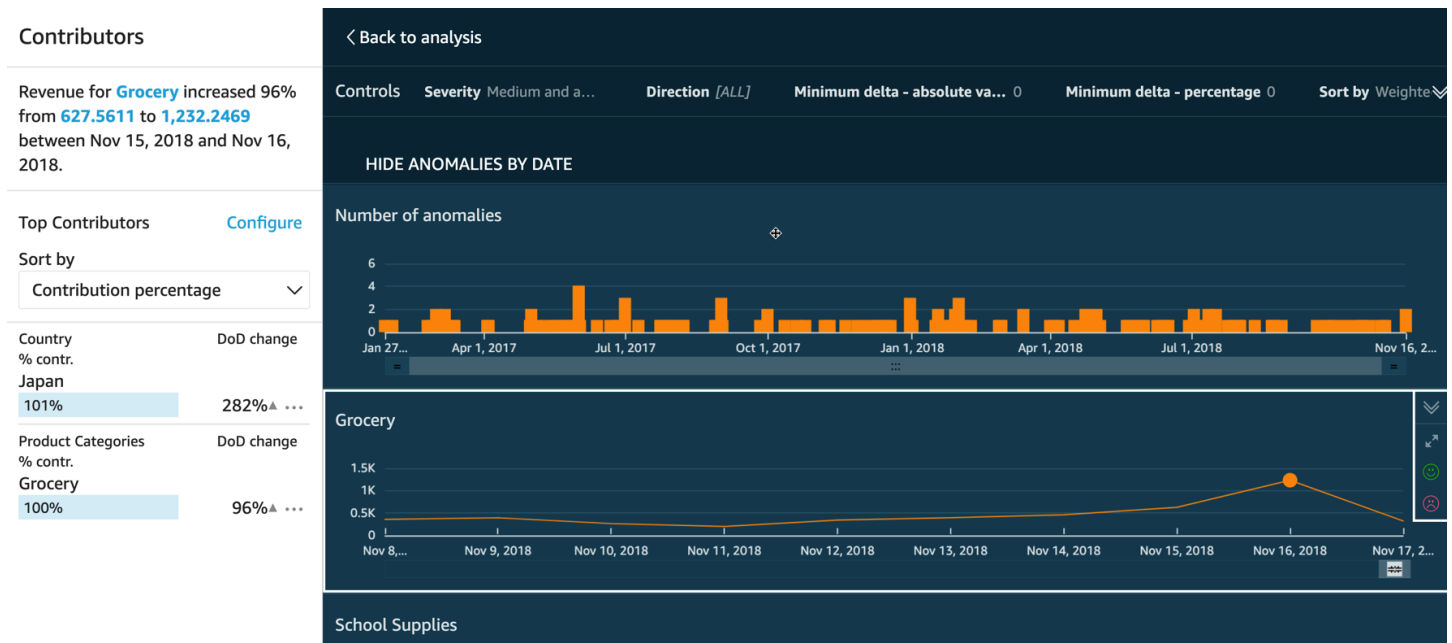 Contributors
Revenue for Grocery increased 96%
from 627.5611 to 1,232.2469
between Nov 15, 2018 and Nov 16,
2018.
Top Contributors Configure
Sort by
Contribution percentage
Country DoD change
% contr.
Japan
101% 282%▲ ...
Product Categories DoD change
% contr.
Grocery
100% 96%▲ ...
Back to analysis
Controls Severity Medium and a... Direction [ALL] Minimum delta - absolute va... 0 Minimum delta - percentage 0 Sort by Weighte
HIDE ANOMALIES BY DATE
Number of anomalies
6
4
2
0
Jan 27... Apr 1, 2017 Jul 1, 2017 Oct 1, 2017 Jan 1, 2018 Apr 1, 2018 Jul 1, 2018 Nov 16, 2...
Grocery
1.5K
1K
0.5K
0
Nov 8,... Nov 9, 2018 Nov 10, 2018 Nov 11, 2018 Nov 12, 2018 Nov 13, 2018 Nov 14, 2018 Nov 15, 2018 Nov 16, 2018 Nov 17, 2...
School Supplies